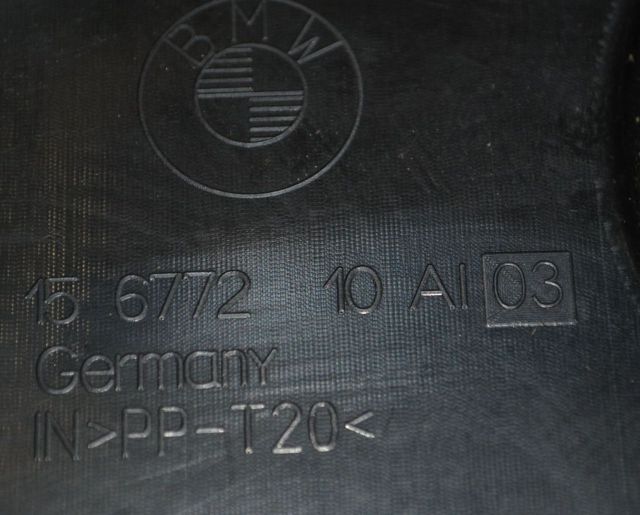 BMW
15 6772 10 AI 03
Germany
IN >PP-T20<